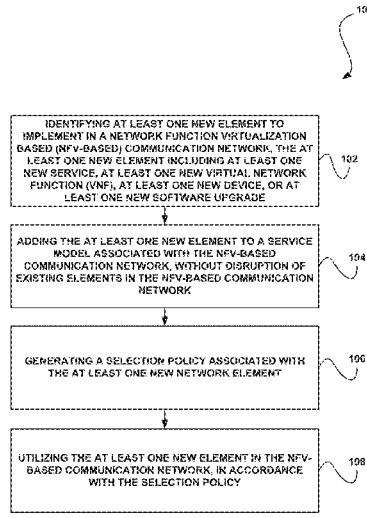 10
IDENTIFYING AT LEAST ONE NEW ELEMENT TO
IMPLEMENT IN A NETWORK FUNCTION VIRTUALIZATION
BASED (NFV-BASED) COMMUNICATION NETWORK, THE AT
LEAST ONE NEW ELEMENT INCLUDING AT LEAST ONE
NEW SERVICE, AT LEAST ONE NEW VIRTUAL NETWORK
FUNCTION (VNF), AT LEAST ONE NEW DEVICE, OR AT
LEAST ONE NEW SOFTWARE UPGRADE
102
ADDING THE AT LEAST ONE NEW ELEMENT TO A SERVICE
MODEL ASSOCIATED WITH THE NFV-BASED
COMMUNICATION NETWORK, WITHOUT DISRUPTION OF
EXISTING ELEMENTS IN THE NFV-BASED COMMUNICATION
NETWORK
104
GENERATING A SELECTION POLICY ASSOCIATED WITH
THE AT LEAST ONE NEW NETWORK ELEMENT
106
UTILIZING THE AT LEAST ONE NEW ELEMENT IN THE NFV-
BASED COMMUNICATION NETWORK, IN ACCORDANCE
WITH THE SELECTION POLICY
108